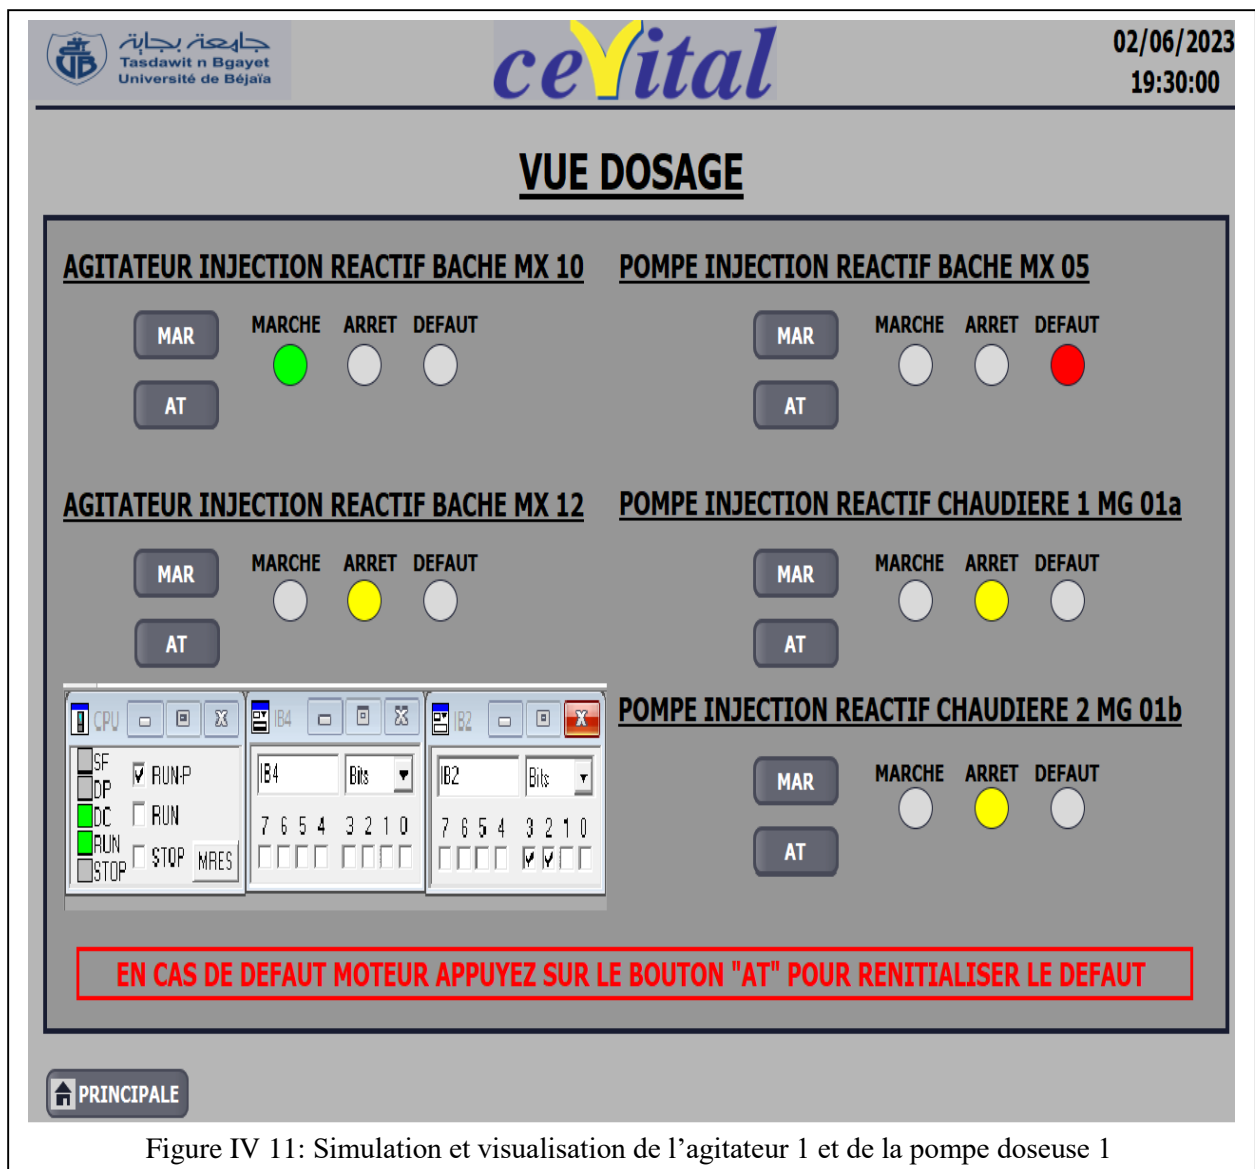 جامعة بجاية
Tasdawit n Bgayet
Université de Béjaïa
cevital
02/06/2023
19:30:00
VUE DOSAGE
AGITATEUR INJECTION REACTIF BACHE MX 10
MAR
MARCHE ARRET DEFAUT
AT
POMPE INJECTION REACTIF BACHE MX 05
MAR
MARCHE ARRET DEFAUT
AT
AGITATEUR INJECTION REACTIF BACHE MX 12
MAR
MARCHE ARRET DEFAUT
AT
POMPE INJECTION REACTIF CHAUDIERE 1 MG 01a
MAR
MARCHE ARRET DEFAUT
AT
CPU
SF
DP
DC
RUN
STOP
RUN-P
RUN
STOP
MRES
IB4
IB4 Bits
7 6 5 4 3 2 1 0
IB2
IB2 Bits
7 6 5 4 3 2 1 0
POMPE INJECTION REACTIF CHAUDIERE 2 MG 01b
MAR
MARCHE ARRET DEFAUT
AT
EN CAS DE DEFAUT MOTEUR APPUYEZ SUR LE BOUTON "AT" POUR RENITIALISER LE DEFAUT
PRINCIPALE
Figure IV 11: Simulation et visualisation de l’agitateur 1 et de la pompe doseuse 1